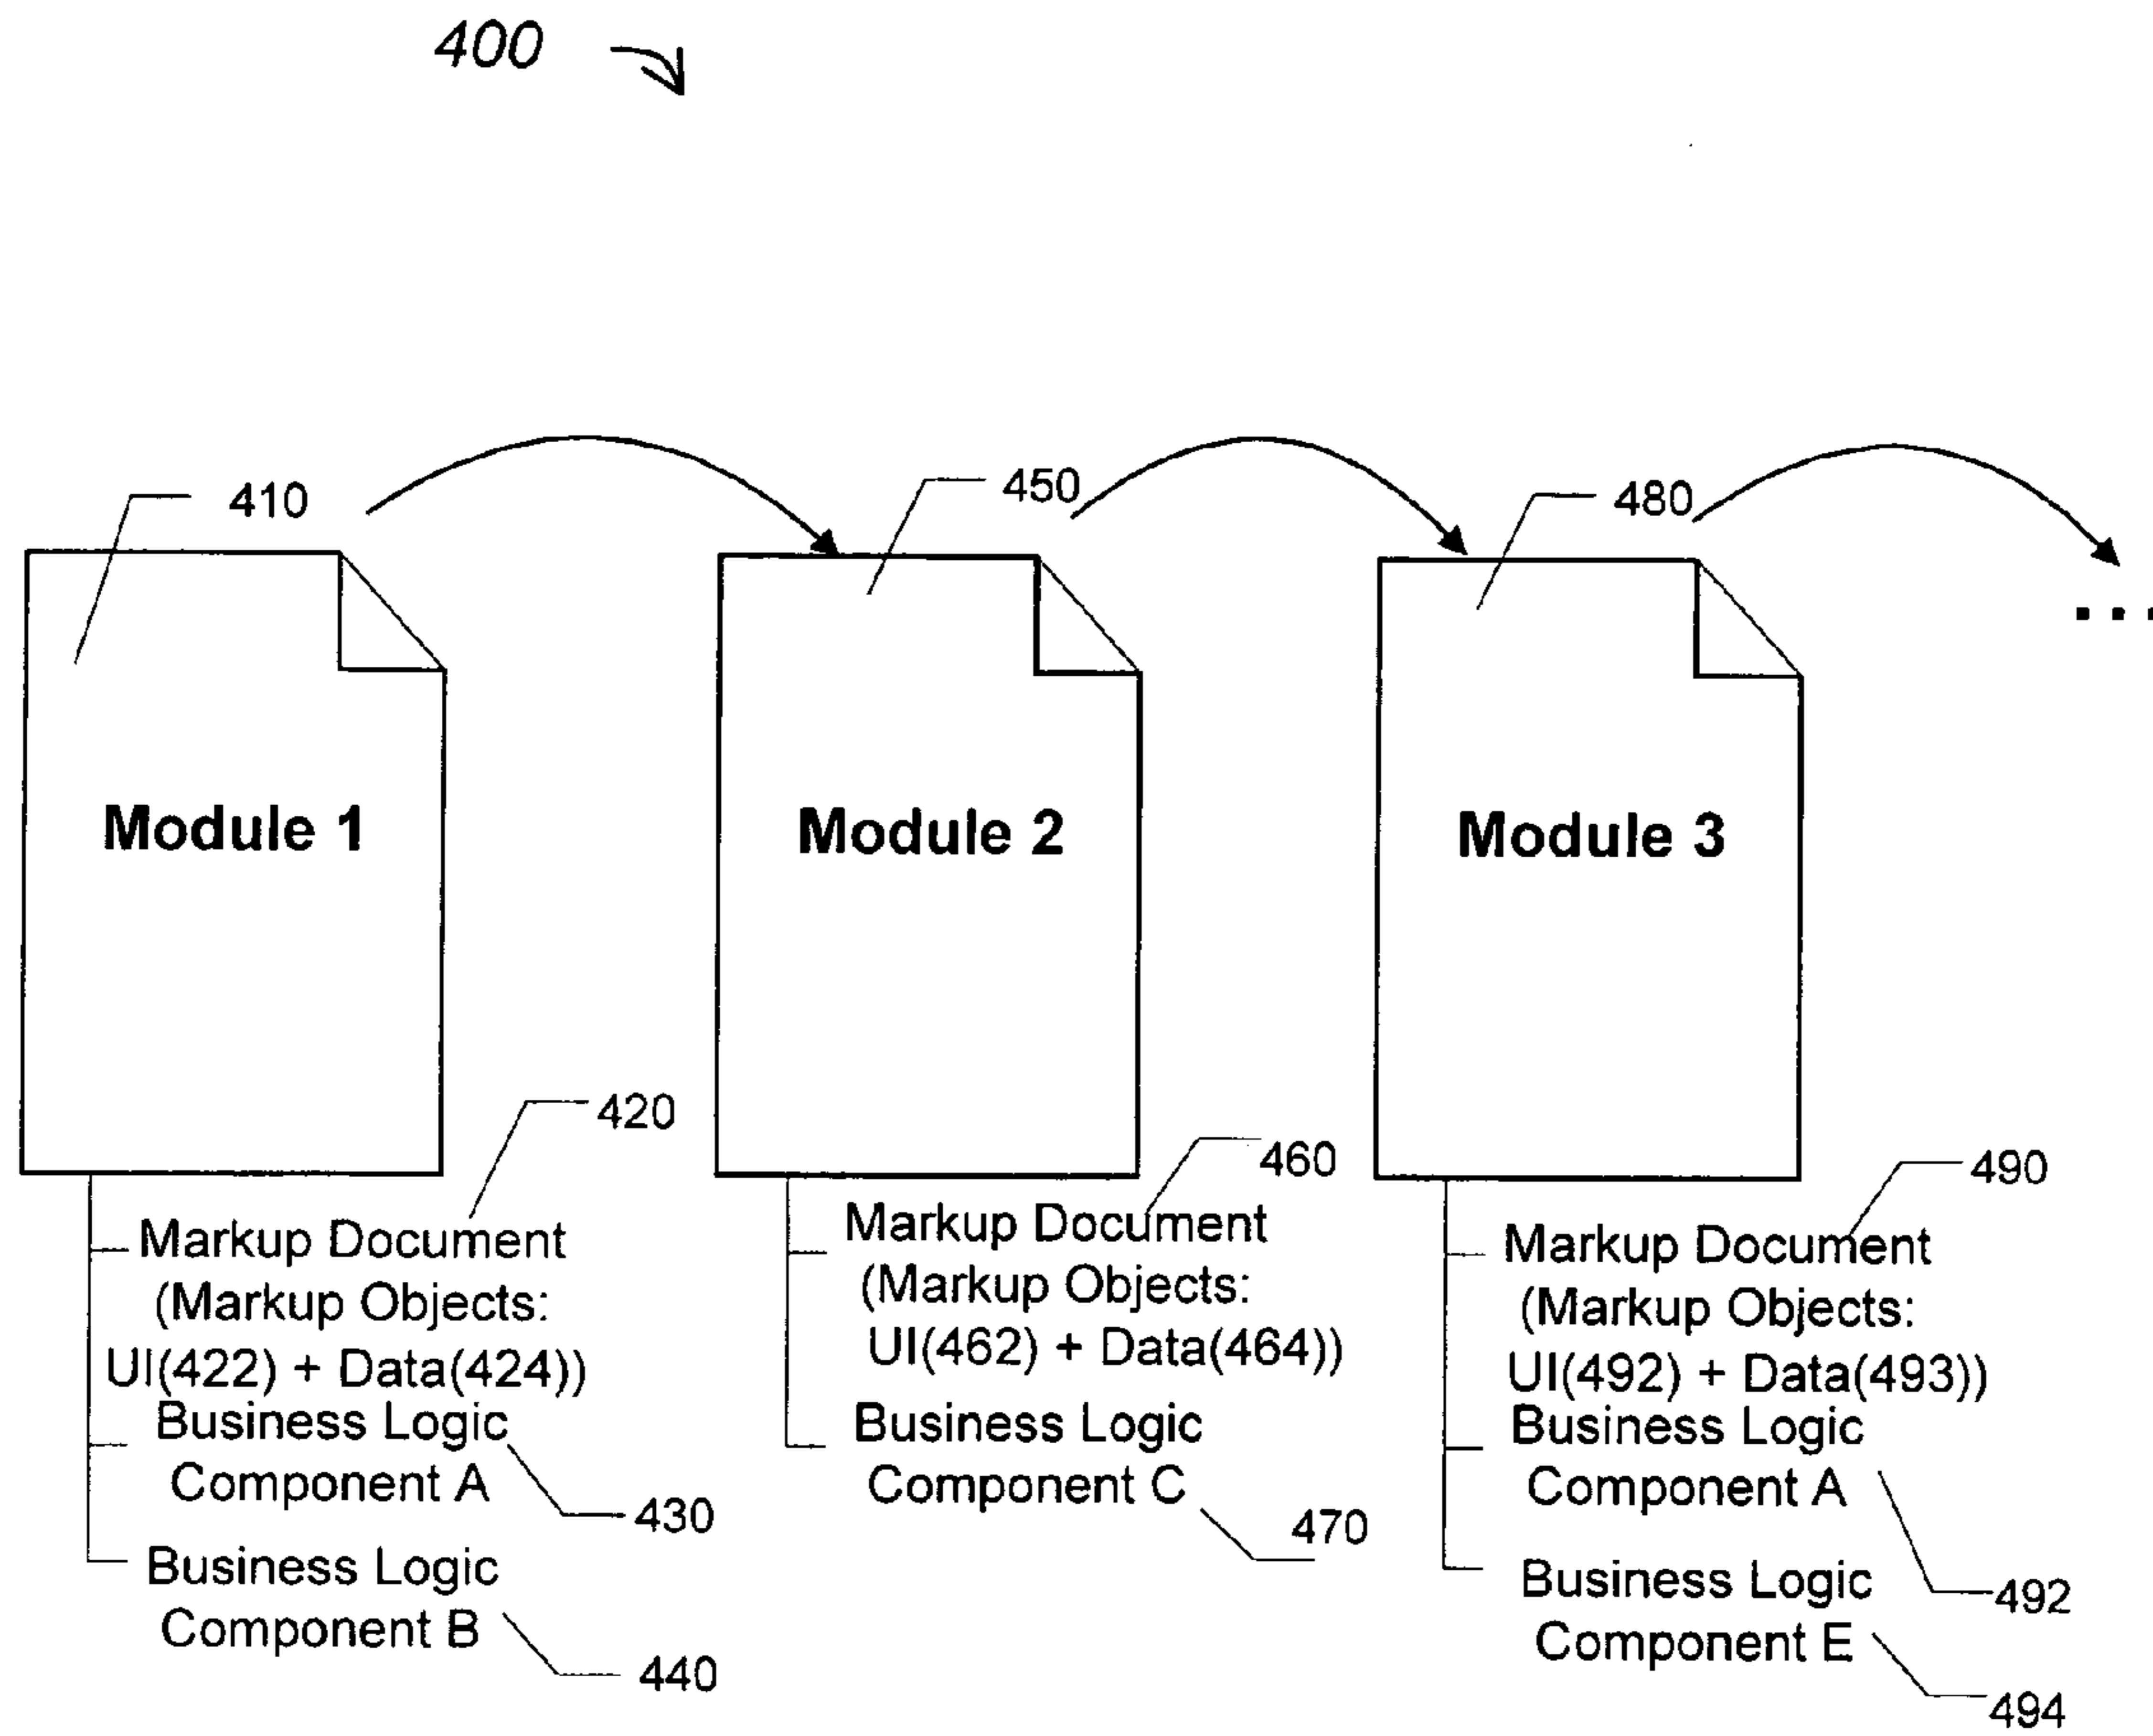 400
410
450
480
...
Module 1
Module 2
Module 3
420
Markup Document
(Markup Objects:
UI(422) + Data(424))
Business Logic
Component A
430
Business Logic
Component B
440
460
Markup Document
(Markup Objects:
UI(462) + Data(464))
Business Logic
Component C
470
490
Markup Document
(Markup Objects:
UI(492) + Data(493))
Business Logic
Component A
492
Business Logic
Component E
494